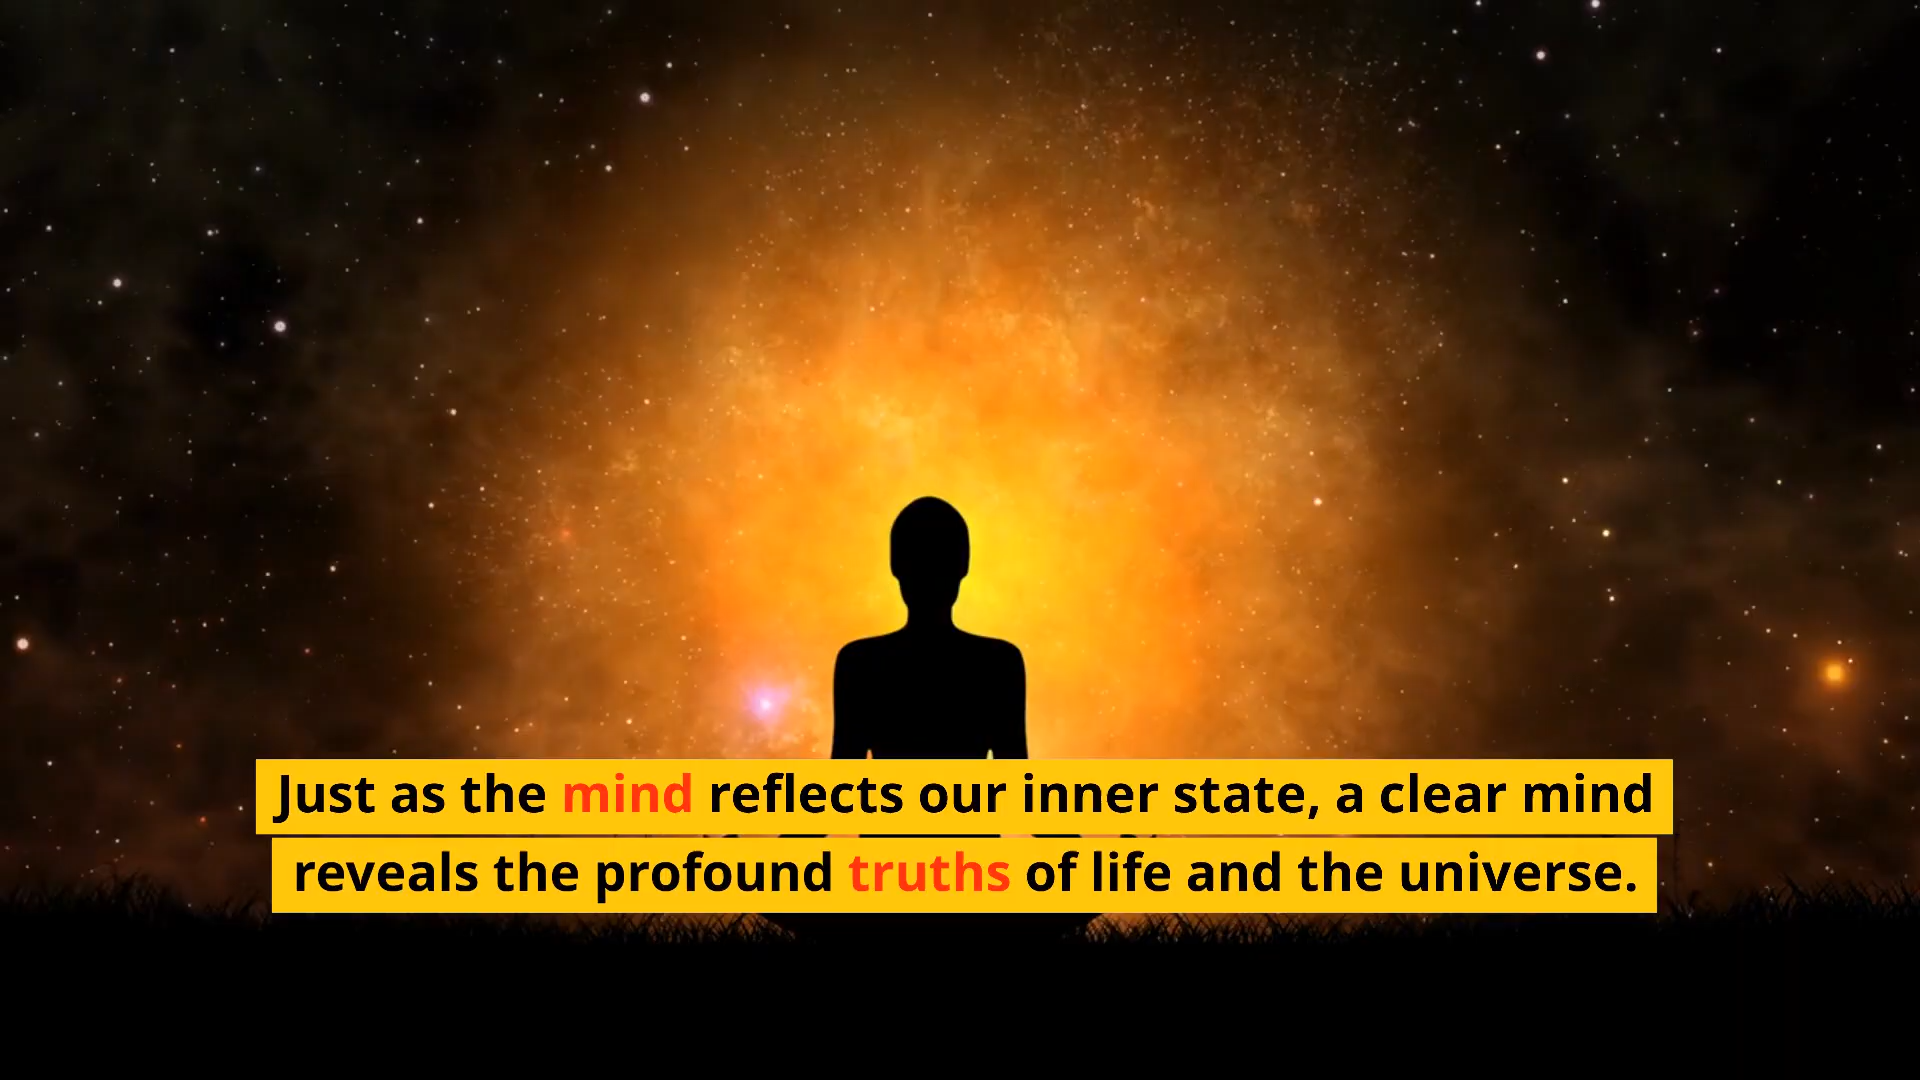 Just as the mind reflects our inner state, a clear mind
reveals the profound truths of life and the universe.